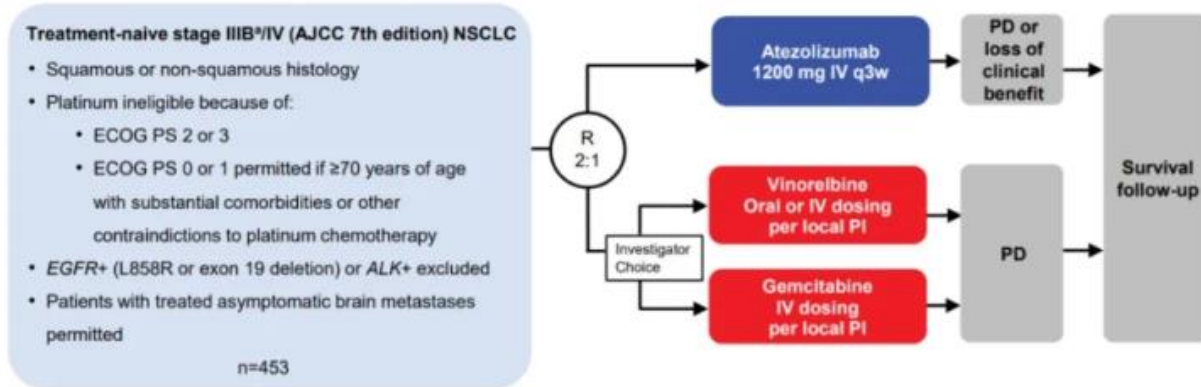 Treatment-naive stage IIIBᵃ/IV (AJCC 7th edition) NSCLC
• Squamous or non-squamous histology
• Platinum ineligible because of:
• ECOG PS 2 or 3
• ECOG PS 0 or 1 permitted if ≥70 years of age
with substantial comorbidities or other
contraindictions to platinum chemotherapy
• EGFR+ (L858R or exon 19 deletion) or ALK+ excluded
• Patients with treated asymptomatic brain metastases
permitted
n=453
R
2:1
Investigator
Choice
Atezolizumab
1200 mg IV q3w
Vinorelbine
Oral or IV dosing
per local PI
Gemcitabine
IV dosing
per local PI
PD or
loss of
clinical
benefit
PD
Survival
follow-up